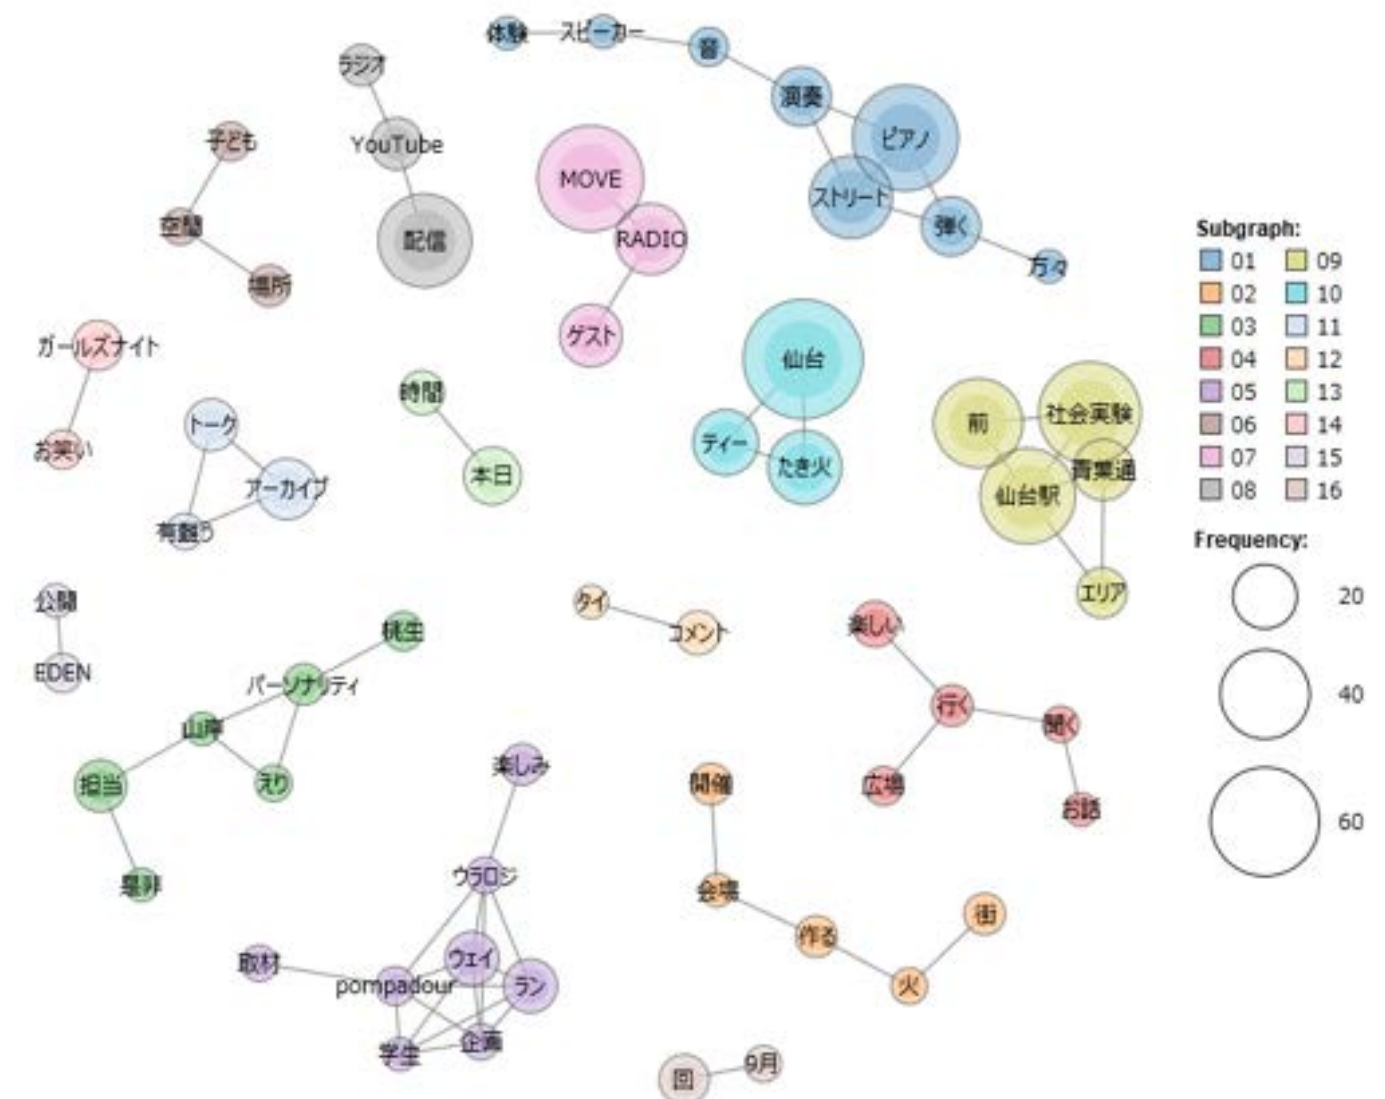 体験
スピーカー
音
演奏
ピアノ
ストリート
弾く
方々
ラジオ
YouTube
配信
子ども
空間
場所
MOVE
RADIO
ゲスト
ガールズナイト
お笑い
トーク
アーカイブ
有難う
時間
本日
仙台
ティー
たき火
前
社会実験
青葉通
仙台駅
エリア
公開
EDEN
桃生
パーソナリティ
山岸
えり
担当
是非
タイ
コメント
楽しい
行く
聞く
広場
お話
楽しみ
ウラロジ
ウェイ
ラン
取材
pompadour
学生
企画
開催
会場
作る
火
街
回
9月
Subgraph:
01 09
02 10
03 11
04 12
05 13
06 14
07 15
08 16
Frequency:
20
40
60